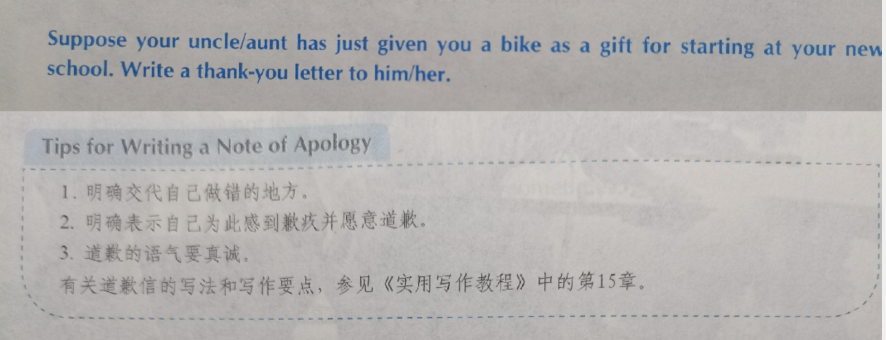 Suppose your uncle/aunt has just given you a bike as a gift for starting at your new
school. Write a thank-you letter to him/her.
Tips for Writing a Note of Apology
1. 明确交代自己做错的地方。
2. 明确表示自己为此感到歉疚并愿意道歉。
3. 道歉的语气要真诚。
有关道歉信的写法和写作要点，参见《实用写作教程》中的第15章。